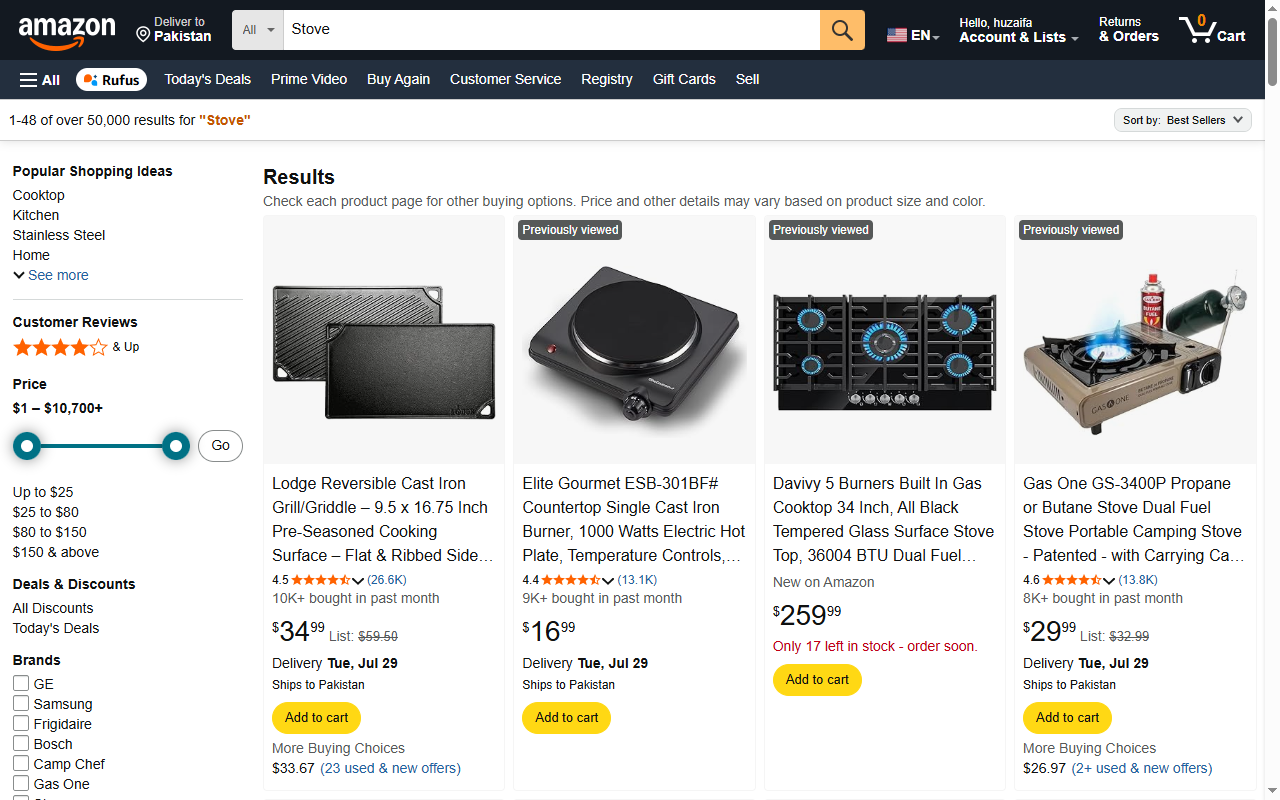 amazon
Deliver to
Pakistan
All
Stove
EN
Hello, huzaifa
Account & Lists
Returns
& Orders
0
Cart
All
Rufus
Today's Deals
Prime Video
Buy Again
Customer Service
Registry
Gift Cards
Sell
1-48 of over 50,000 results for "Stove"
Sort by: Best Sellers
Popular Shopping Ideas
Cooktop
Kitchen
Stainless Steel
Home
See more
Customer Reviews
& Up
Price
$1 – $10,700+
Go
Up to $25
$25 to $80
$80 to $150
$150 & above
Deals & Discounts
All Discounts
Today's Deals
Brands
GE
Samsung
Frigidaire
Bosch
Camp Chef
Gas One
Results
Check each product page for other buying options. Price and other details may vary based on product size and color.
Lodge Reversible Cast Iron
Grill/Griddle – 9.5 x 16.75 Inch
Pre-Seasoned Cooking
Surface – Flat & Ribbed Side…
4.5 (26.6K)
10K+ bought in past month
$34.99 List: $59.50
Delivery Tue, Jul 29
Ships to Pakistan
Add to cart
More Buying Choices
$33.67 (23 used & new offers)
Previously viewed
Elite Gourmet ESB-301BF#
Countertop Single Cast Iron
Burner, 1000 Watts Electric Hot
Plate, Temperature Controls,…
4.4 (13.1K)
9K+ bought in past month
$16.99
Delivery Tue, Jul 29
Ships to Pakistan
Add to cart
Previously viewed
Davivy 5 Burners Built In Gas
Cooktop 34 Inch, All Black
Tempered Glass Surface Stove
Top, 36004 BTU Dual Fuel…
New on Amazon
$259.99
Only 17 left in stock - order soon.
Add to cart
Previously viewed
GAS ONE
BUTANE FUEL
Gas One GS-3400P Propane
or Butane Stove Dual Fuel
Stove Portable Camping Stove
- Patented - with Carrying Ca…
4.6 (13.8K)
8K+ bought in past month
$29.99 List: $32.99
Delivery Tue, Jul 29
Ships to Pakistan
Add to cart
More Buying Choices
$26.97 (2+ used & new offers)